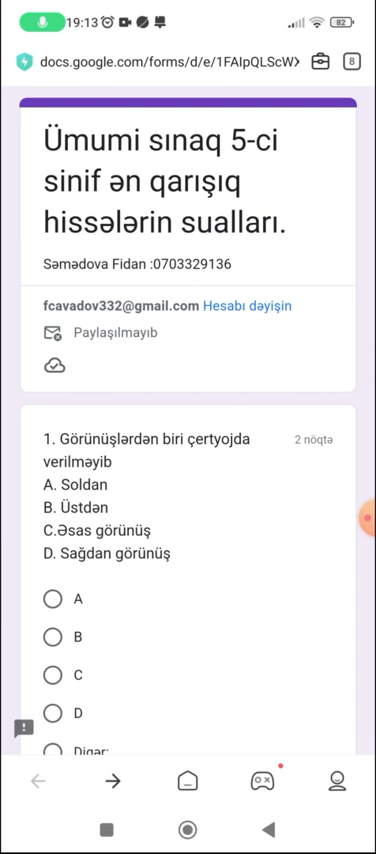 19:13
82
docs.google.com/forms/d/e/1FAIpQLScW
8
Ümumi sınaq 5-ci
sinif ən qarışıq
hissələrin sualları.
Səmədova Fidan :0703329136
fcavadov332@gmail.com Hesabı dəyişin
Paylaşılmayıb
1. Görünüşlərdən biri çertyojda
2 nöqtə
verilməyib
A. Soldan
B. Üstdən
C.Əsas görünüş
D. Sağdan görünüş
A
B
C
D
Digər: